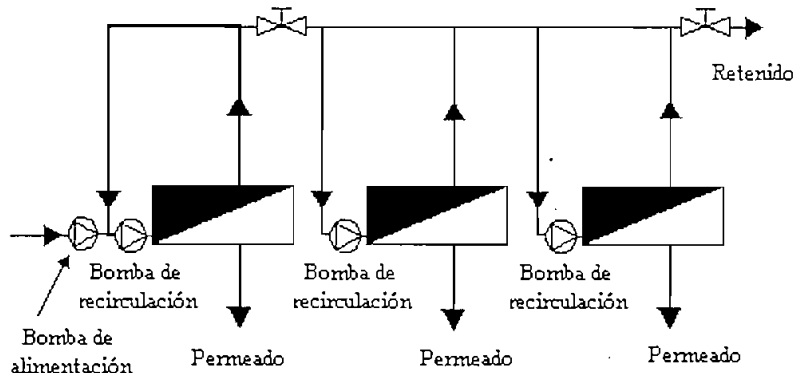 Retenido
Bomba de
recirculación
Bomba de
recirculación
Bomba de
recirculación
Bomba de
alimentación
Permeado
Permeado
Permeado